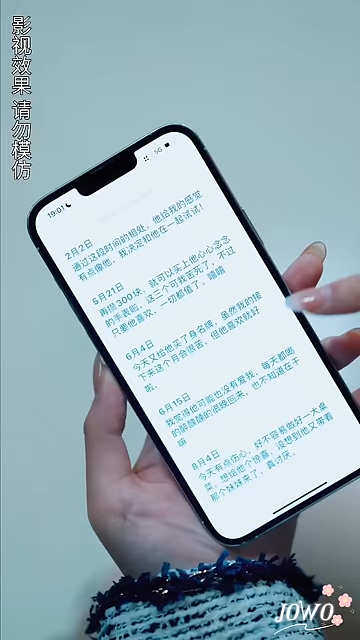 影视效果 请勿模仿
19:01
5G
2月2日
通过这段时间的相处，他给我的感觉
有点像他，我决定和他在一起试试！
5月21日
再攒300块，就可以买上他心心念念
的手表啦，这三个可我苦死了，不过
只要他喜欢，一切都值了，嘻嘻
6月4日
今天又给他买了身名牌，虽然我的接
下来这个月会很苦，但他喜欢就好
啦，
6月15日
我觉得他可能也没有爱我，每天都喝
的醉醺醺的很晚回来，也不知道在干
嘛
8月4日
今天有点伤心，好不容易做好一大桌
菜，想给他个惊喜，没想到他又带着
那个妹妹来了，真讨厌。
JOWO